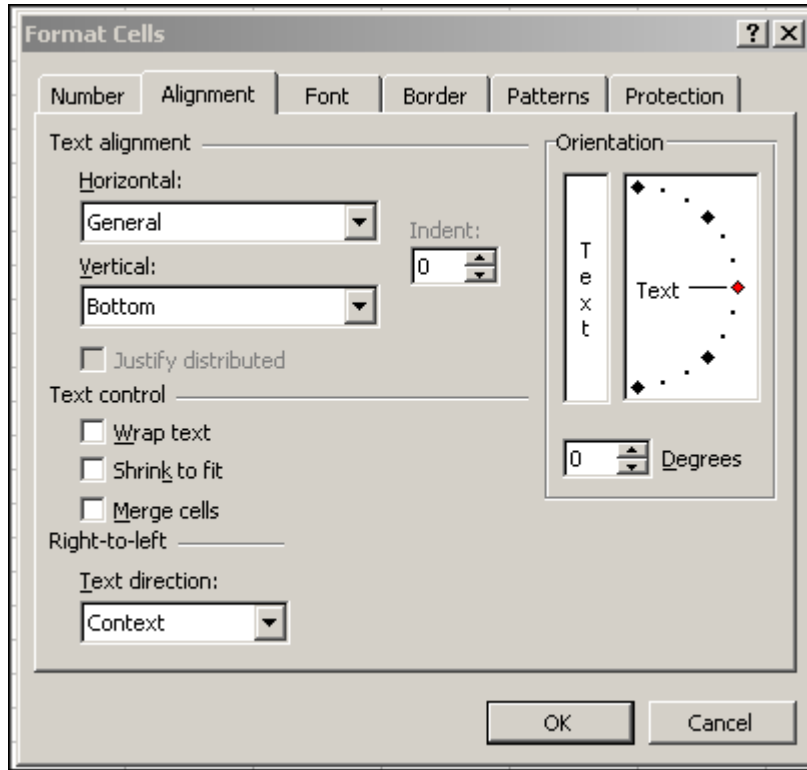 Format Cells
Number Alignment Font Border Patterns Protection
Text alignment
Horizontal:
General
Indent:
0
Vertical:
Bottom
Justify distributed
Text control
Wrap text
Shrink to fit
Merge cells
Right-to-left
Text direction:
Context
Orientation
Text
Text
0 Degrees
OK Cancel